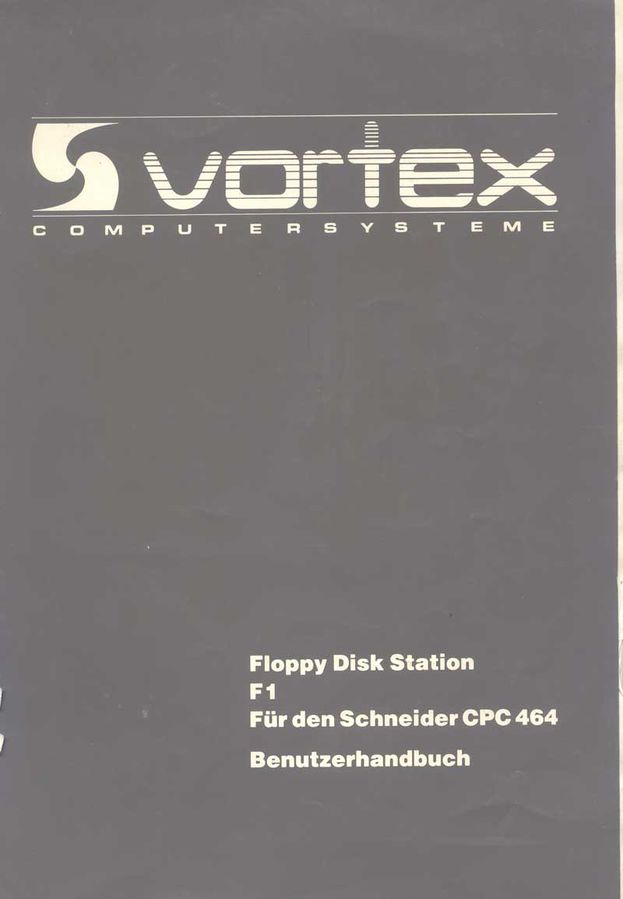 vortex
COMPUTERSYSTEME
Floppy Disk Station
F1
Für den Schneider CPC 464
Benutzerhandbuch